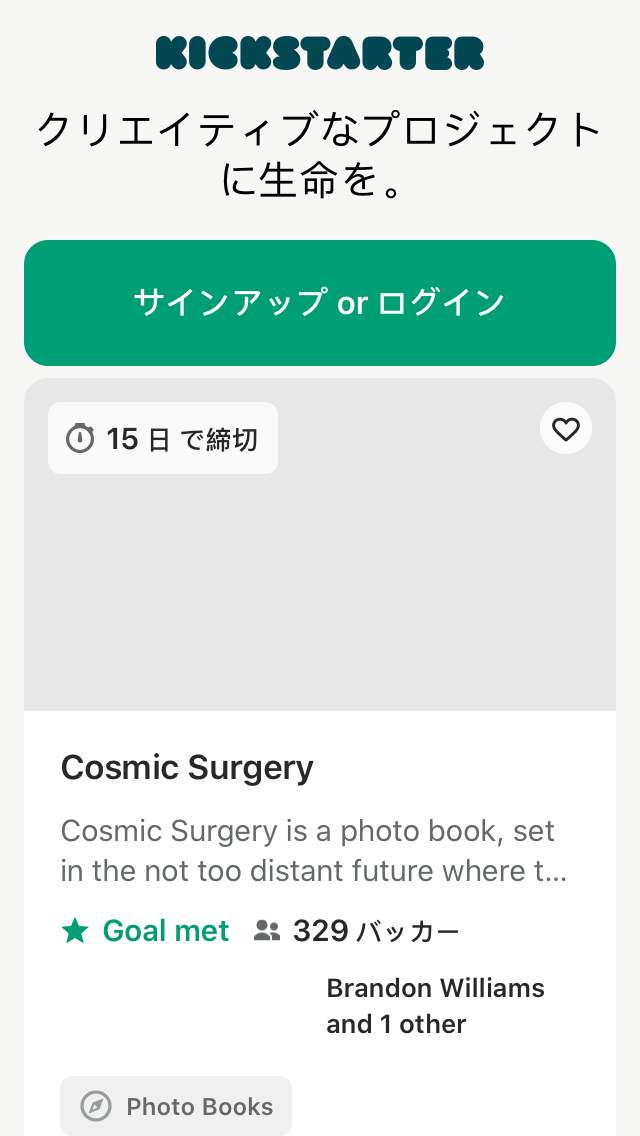 KICKSTARTER
クリエイティブなプロジェクト
に生命を。
サインアップ or ログイン
15 日 で締切
Cosmic Surgery
Cosmic Surgery is a photo book, set
in the not too distant future where t...
Goal met 329 バッカー
Brandon Williams
and 1 other
Photo Books